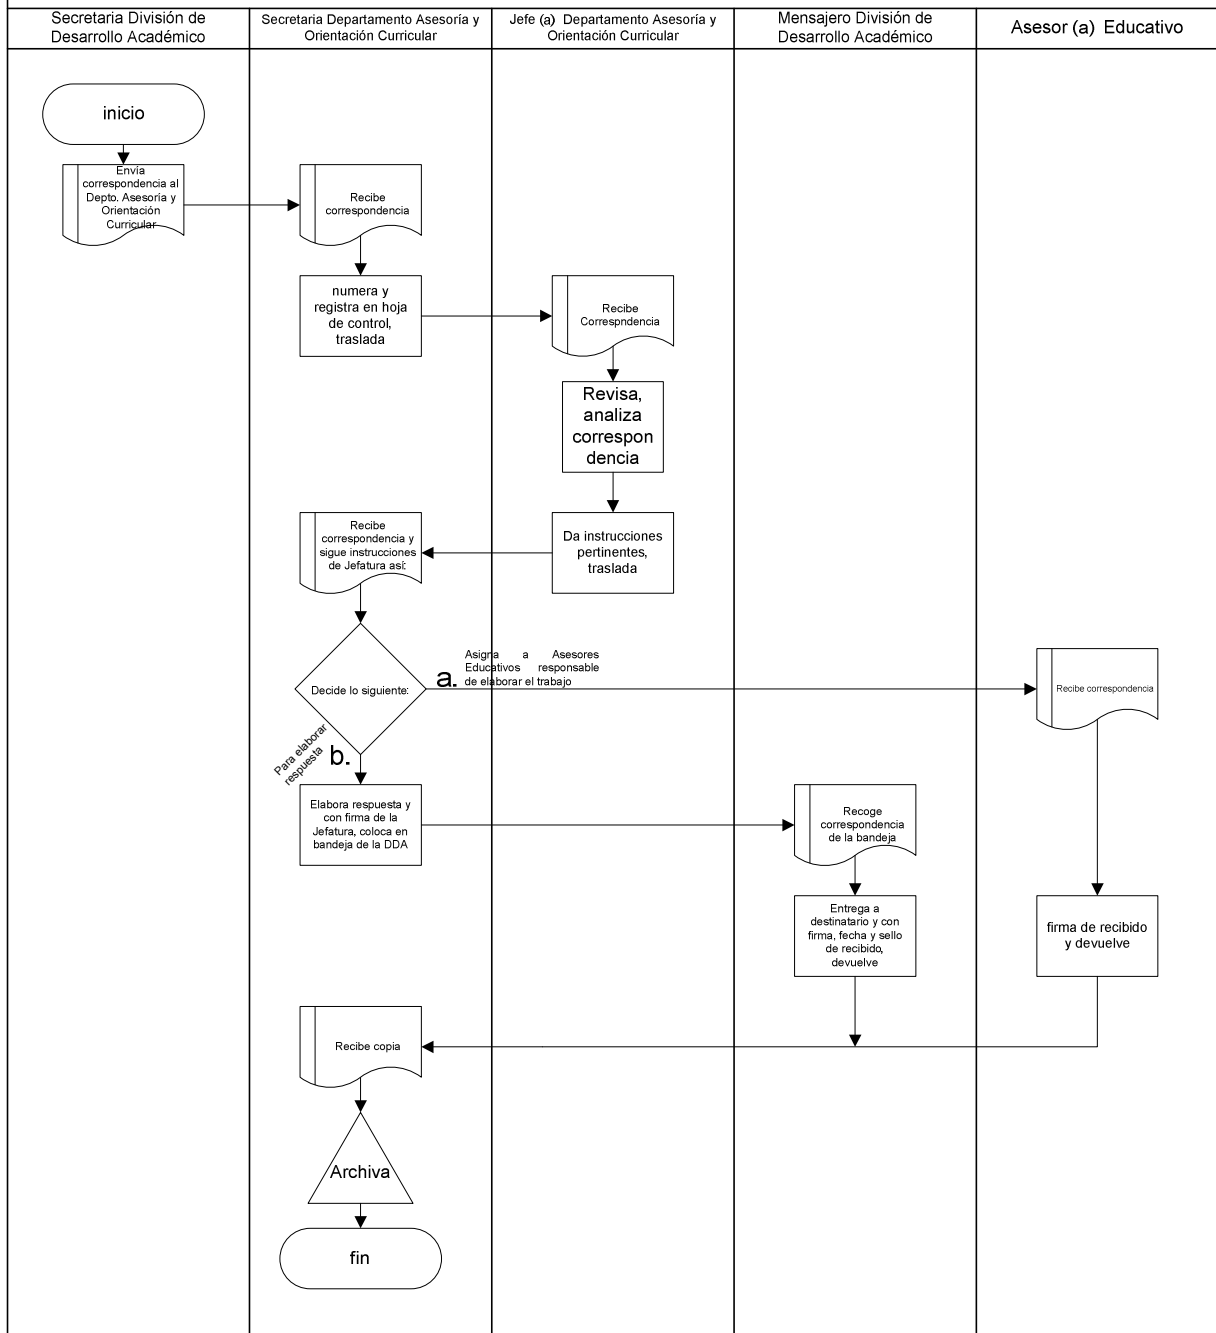 Secretaria División de
Desarrollo Académico
Secretaria Departamento Asesoría y
Orientación Curricular
Jefe (a) Departamento Asesoría y
Orientación Curricular
Mensajero División de
Desarrollo Académico
Asesor (a) Educativo
inicio
Envía
correspondencia al
Depto. Asesoría y
Orientación
Curricular
Recibe
correspondencia
numera y
registra en hoja
de control,
traslada
Recibe
Correspndencia
Revisa,
analiza
correspon
dencia
Da instrucciones
pertinentes,
traslada
Recibe
correspondencia y
sigue instrucciones
de Jefatura así:
Decide lo siguiente:
a.
Asigna a Asesores
Educativos responsable
de elaborar el trabajo
Recibe correspondencia
Para elaborar
respuesta
b.
Elabora respuesta y
con firma de la
Jefatura, coloca en
bandeja de la DDA
Recoge
correspondencia
de la bandeja
Entrega a
destinatario y con
firma, fecha y sello
de recibido,
devuelve
firma de recibido
y devuelve
Recibe copia
Archiva
fin